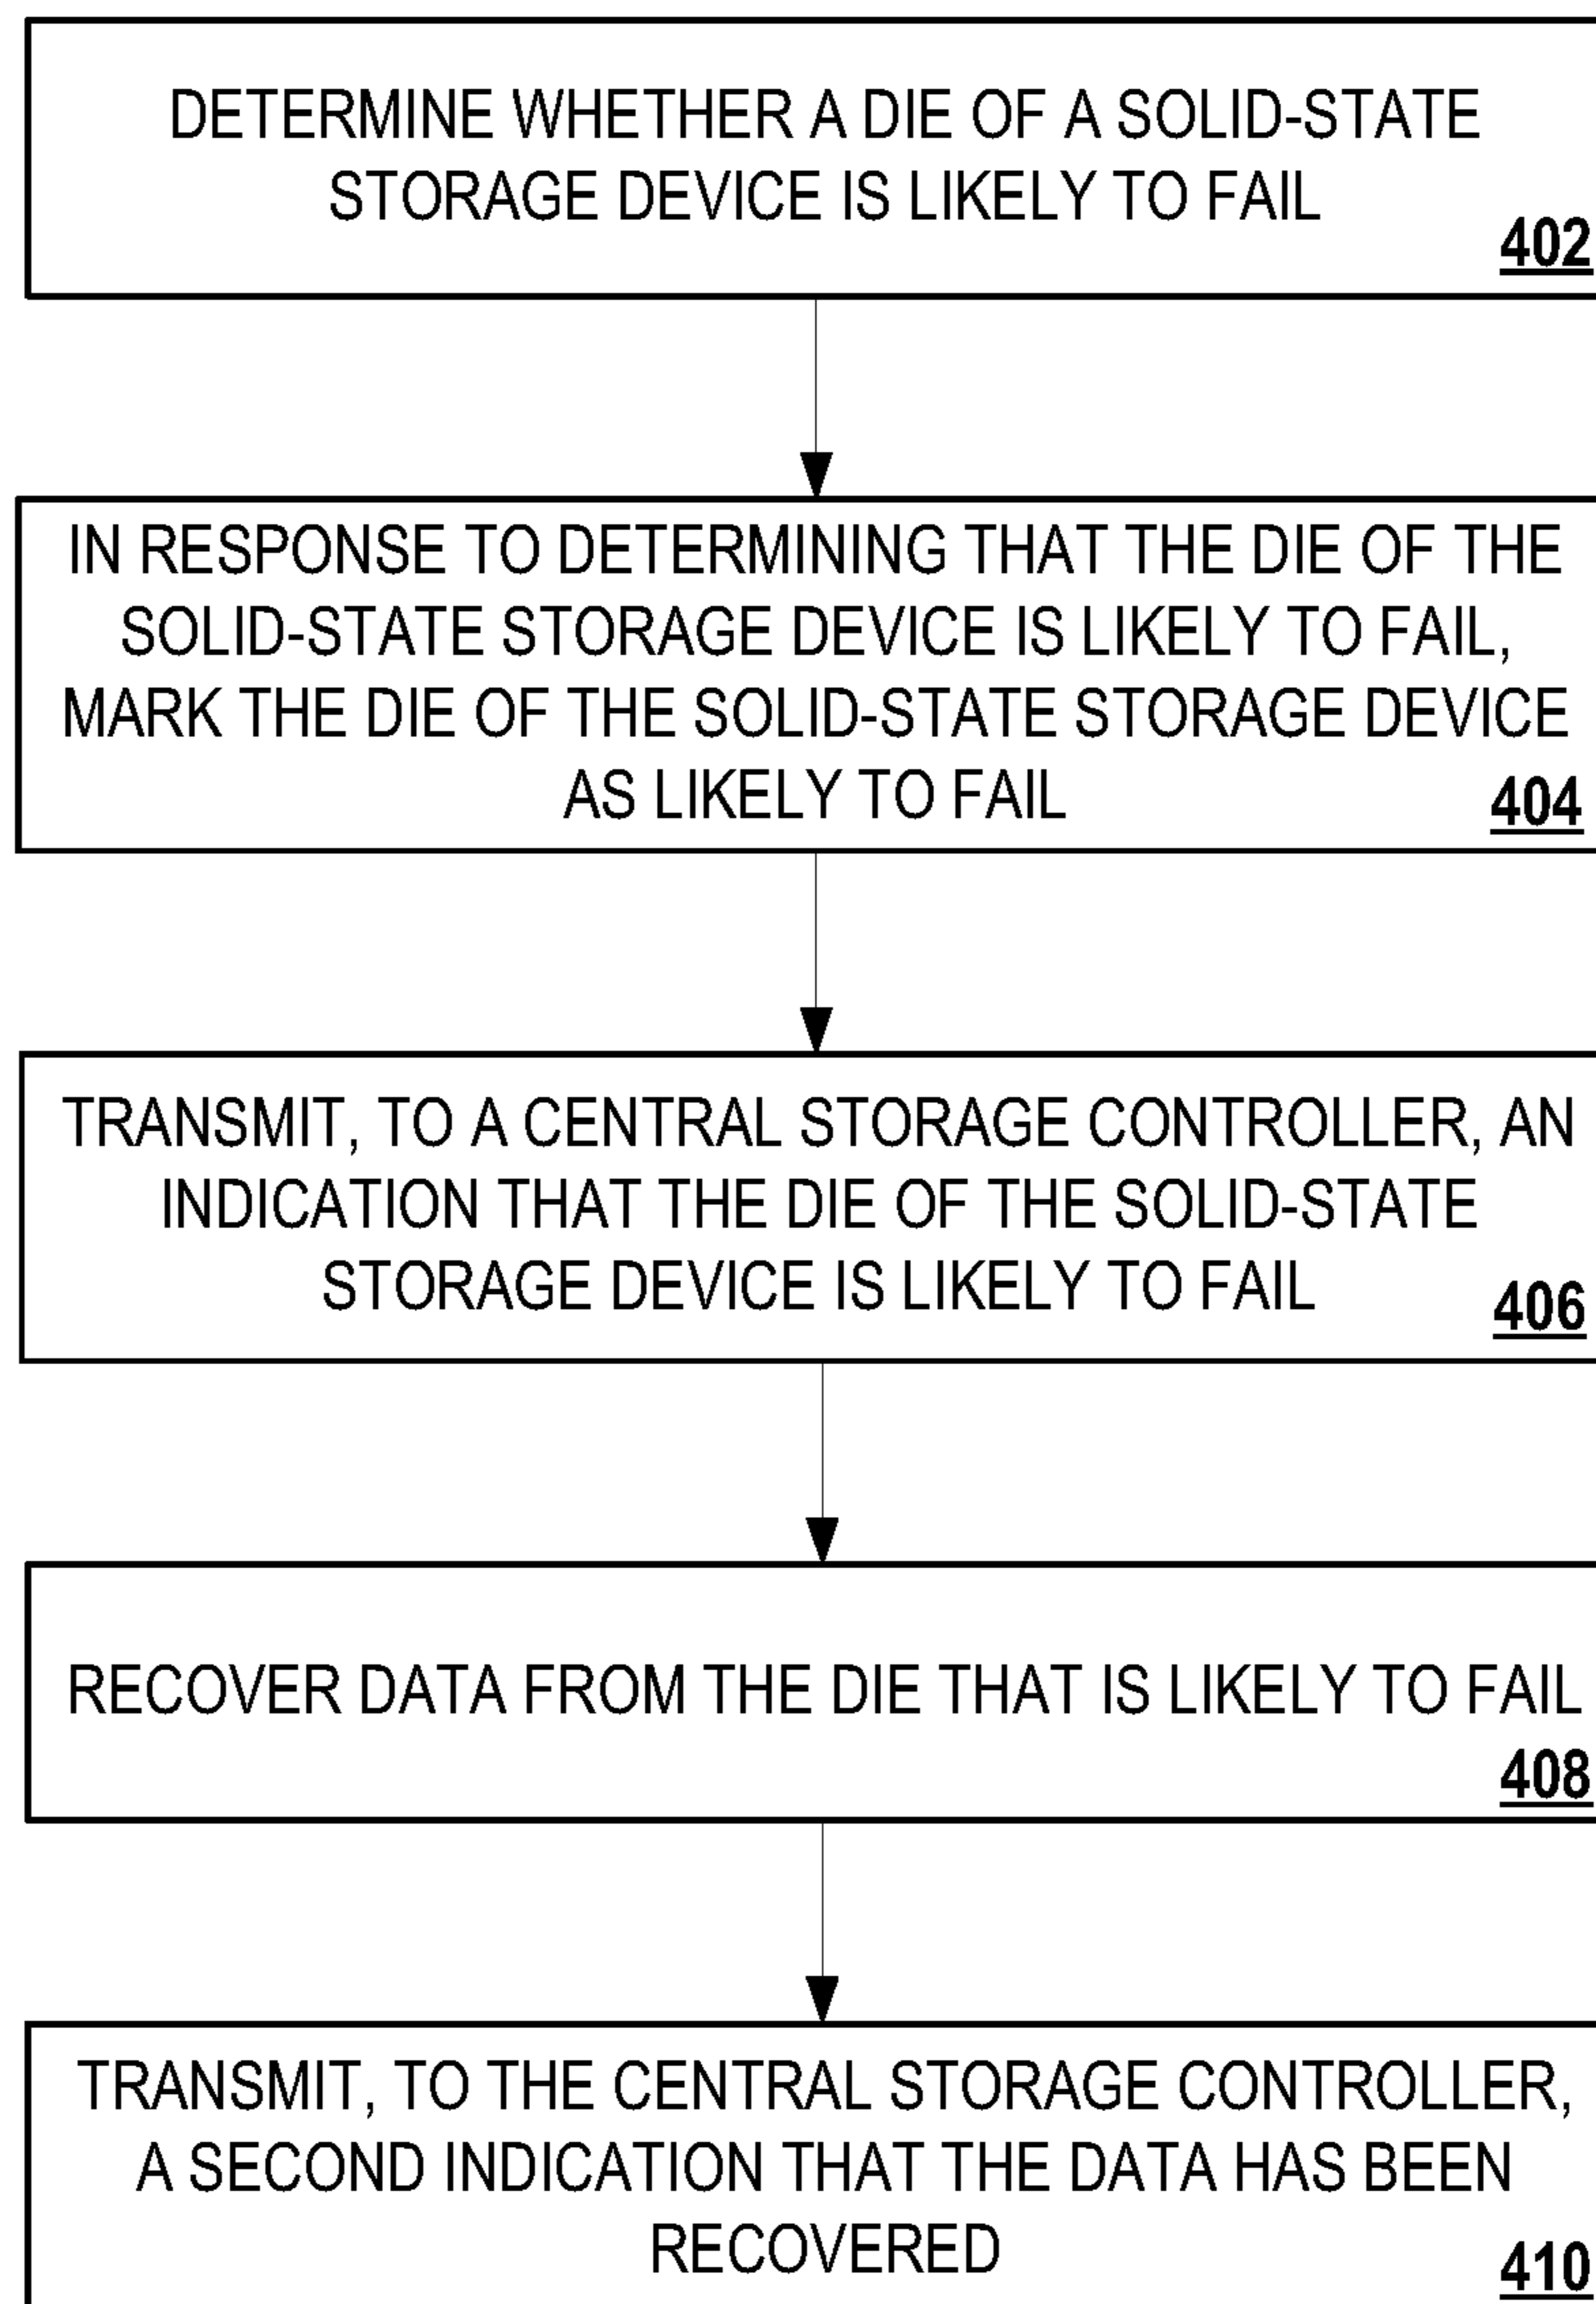 DETERMINE WHETHER A DIE OF A SOLID-STATE
STORAGE DEVICE IS LIKELY TO FAIL
402
IN RESPONSE TO DETERMINING THAT THE DIE OF THE
SOLID-STATE STORAGE DEVICE IS LIKELY TO FAIL,
MARK THE DIE OF THE SOLID-STATE STORAGE DEVICE
AS LIKELY TO FAIL
404
TRANSMIT, TO A CENTRAL STORAGE CONTROLLER, AN
INDICATION THAT THE DIE OF THE SOLID-STATE
STORAGE DEVICE IS LIKELY TO FAIL
406
RECOVER DATA FROM THE DIE THAT IS LIKELY TO FAIL
408
TRANSMIT, TO THE CENTRAL STORAGE CONTROLLER,
A SECOND INDICATION THAT THE DATA HAS BEEN
RECOVERED
410